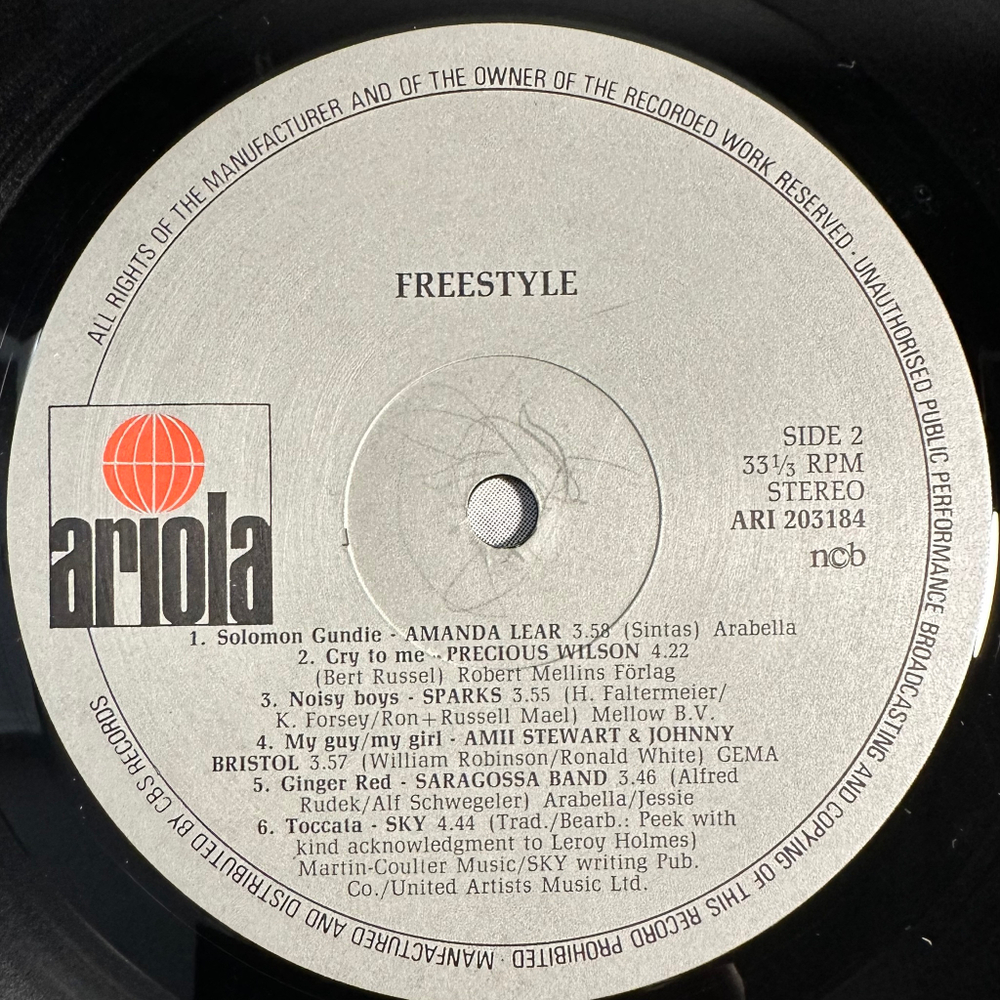 ALL RIGHTS OF THE MANUFACTURER AND OF THE OWNER OF THE RECORDED WORK RESERVED · UNAUTHORISED PUBLIC PERFORMANCE BROADCASTING AND COPYING OF THIS RECORD PROHIBITED · MANFACTURED AND DISTRIBUTED BY CBS RECORDS
FREESTYLE
ariola
SIDE 2
33⅓ RPM
STEREO
ARI 203184
n©b
1. Solomon Gundie - AMANDA LEAR 3.58 (Sintas) Arabella
2. Cry to me - PRECIOUS WILSON 4.22
(Bert Russel) Robert Mellins Förlag
3. Noisy boys - SPARKS 3.55 (H. Faltermeier/
K. Forsey/Ron+Russell Mael) Mellow B.V.
4. My guy/my girl - AMII STEWART & JOHNNY
BRISTOL 3.57 (William Robinson/Ronald White) GEMA
5. Ginger Red - SARAGOSSA BAND 3.46 (Alfred
Rudek/Alf Schwegeler) Arabella/Jessie
6. Toccata - SKY 4.44 (Trad./Bearb.: Peek with
kind acknowledgment to Leroy Holmes)
Martin-Coulter Music/SKY writing Pub.
Co./United Artists Music Ltd.